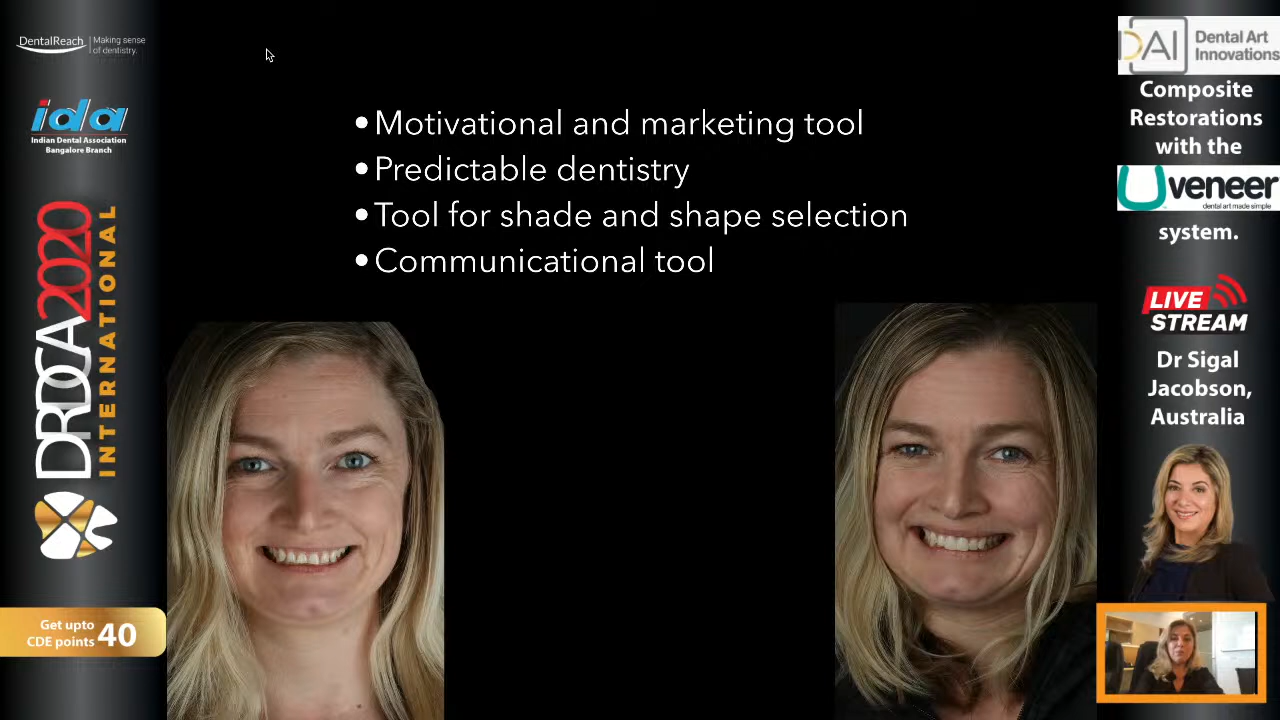 DentalReach
Making sense
of dentistry.
ida
Indian Dental Association
Bangalore Branch
DRDCA2020
INTERNATIONAL
Get upto
CDE points 40
•Motivational and marketing tool
•Predictable dentistry
•Tool for shade and shape selection
•Communicational tool
DAI
Dental Art
Innovations
Composite
Restorations
with the
Uveneer
dental art made simple
system.
LIVE
STREAM
Dr Sigal
Jacobson,
Australia